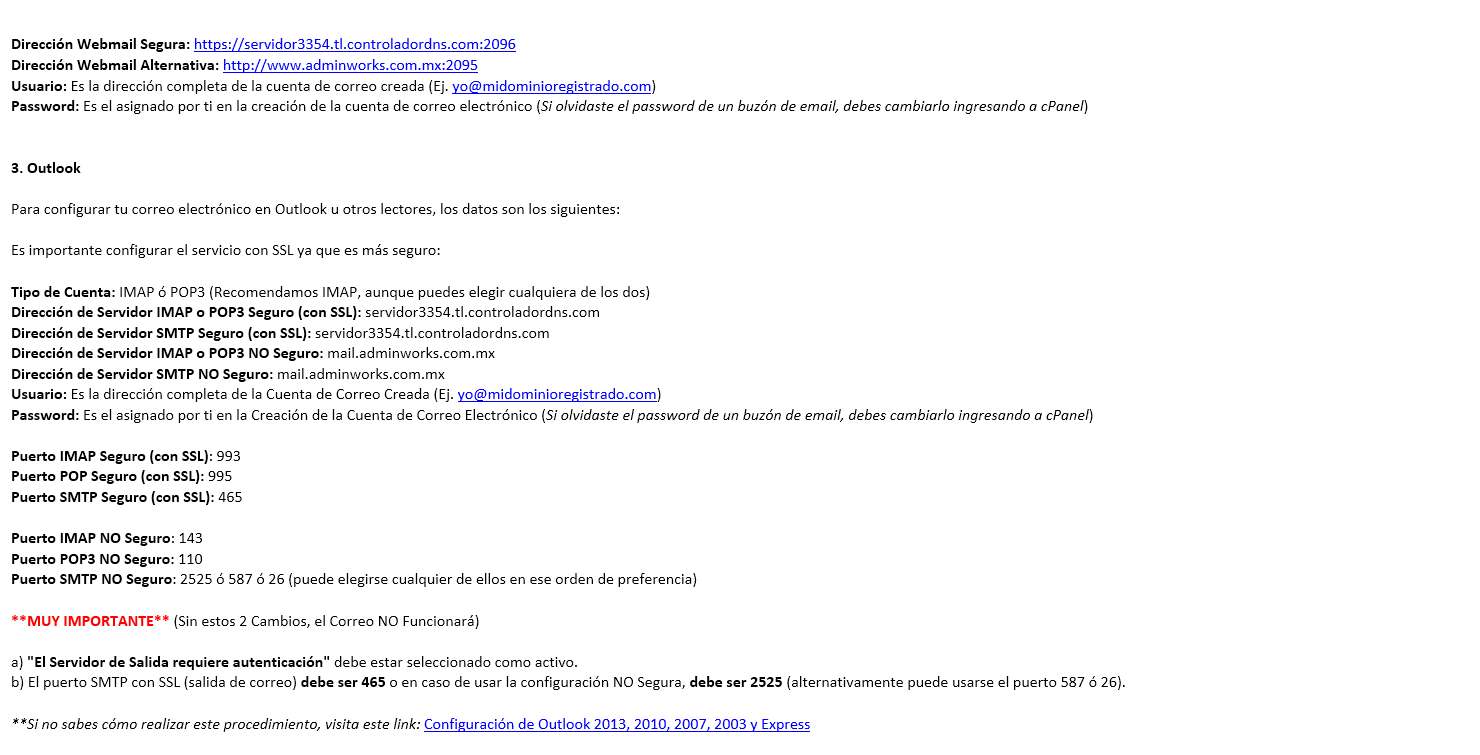 Dirección Webmail Segura: https://servidor3354.tl.controladordns.com:2096
Dirección Webmail Alternativa: http://www.adminworks.com.mx:2095
Usuario: Es la dirección completa de la cuenta de correo creada (Ej. yo@midominioregistrado.com)
Password: Es el asignado por ti en la creación de la cuenta de correo electrónico (Si olvidaste el password de un buzón de email, debes cambiarlo ingresando a cPanel)
3. Outlook
Para configurar tu correo electrónico en Outlook u otros lectores, los datos son los siguientes:
Es importante configurar el servicio con SSL ya que es más seguro:
Tipo de Cuenta: IMAP ó POP3 (Recomendamos IMAP, aunque puedes elegir cualquiera de los dos)
Dirección de Servidor IMAP o POP3 Seguro (con SSL): servidor3354.tl.controladordns.com
Dirección de Servidor SMTP Seguro (con SSL): servidor3354.tl.controladordns.com
Dirección de Servidor IMAP o POP3 NO Seguro: mail.adminworks.com.mx
Dirección de Servidor SMTP NO Seguro: mail.adminworks.com.mx
Usuario: Es la dirección completa de la Cuenta de Correo Creada (Ej. yo@midominioregistrado.com)
Password: Es el asignado por ti en la Creación de la Cuenta de Correo Electrónico (Si olvidaste el password de un buzón de email, debes cambiarlo ingresando a cPanel)
Puerto IMAP Seguro (con SSL): 993
Puerto POP Seguro (con SSL): 995
Puerto SMTP Seguro (con SSL): 465
Puerto IMAP NO Seguro: 143
Puerto POP3 NO Seguro: 110
Puerto SMTP NO Seguro: 2525 ó 587 ó 26 (puede elegirse cualquier de ellos en ese orden de preferencia)
**MUY IMPORTANTE** (Sin estos 2 Cambios, el Correo NO Funcionará)
a) "El Servidor de Salida requiere autenticación" debe estar seleccionado como activo.
b) El puerto SMTP con SSL (salida de correo) debe ser 465 o en caso de usar la configuración NO Segura, debe ser 2525 (alternativamente puede usarse el puerto 587 ó 26).
**Si no sabes cómo realizar este procedimiento, visita este link: Configuración de Outlook 2013, 2010, 2007, 2003 y Express